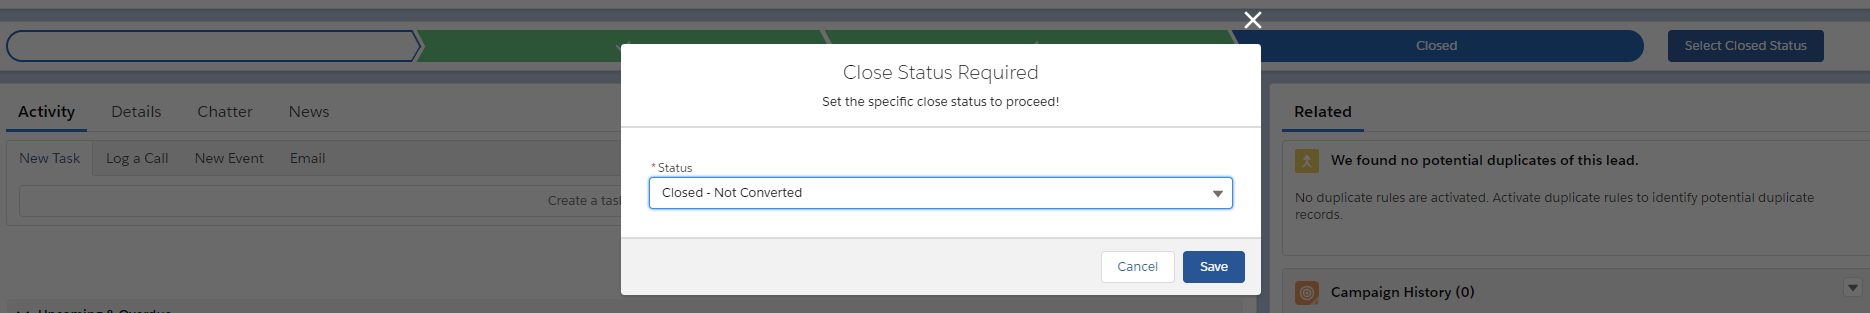 Closed
Select Closed Status
Close Status Required
Set the specific close status to proceed!
* Status
Closed - Not Converted
Cancel
Save
Activity
Details
Chatter
News
New Task
Log a Call
New Event
Email
Create a
Related
We found no potential duplicates of this lead.
No duplicate rules are activated. Activate duplicate rules to identify potential duplicate
records.
Campaign History (0)
Upcoming & Overdue